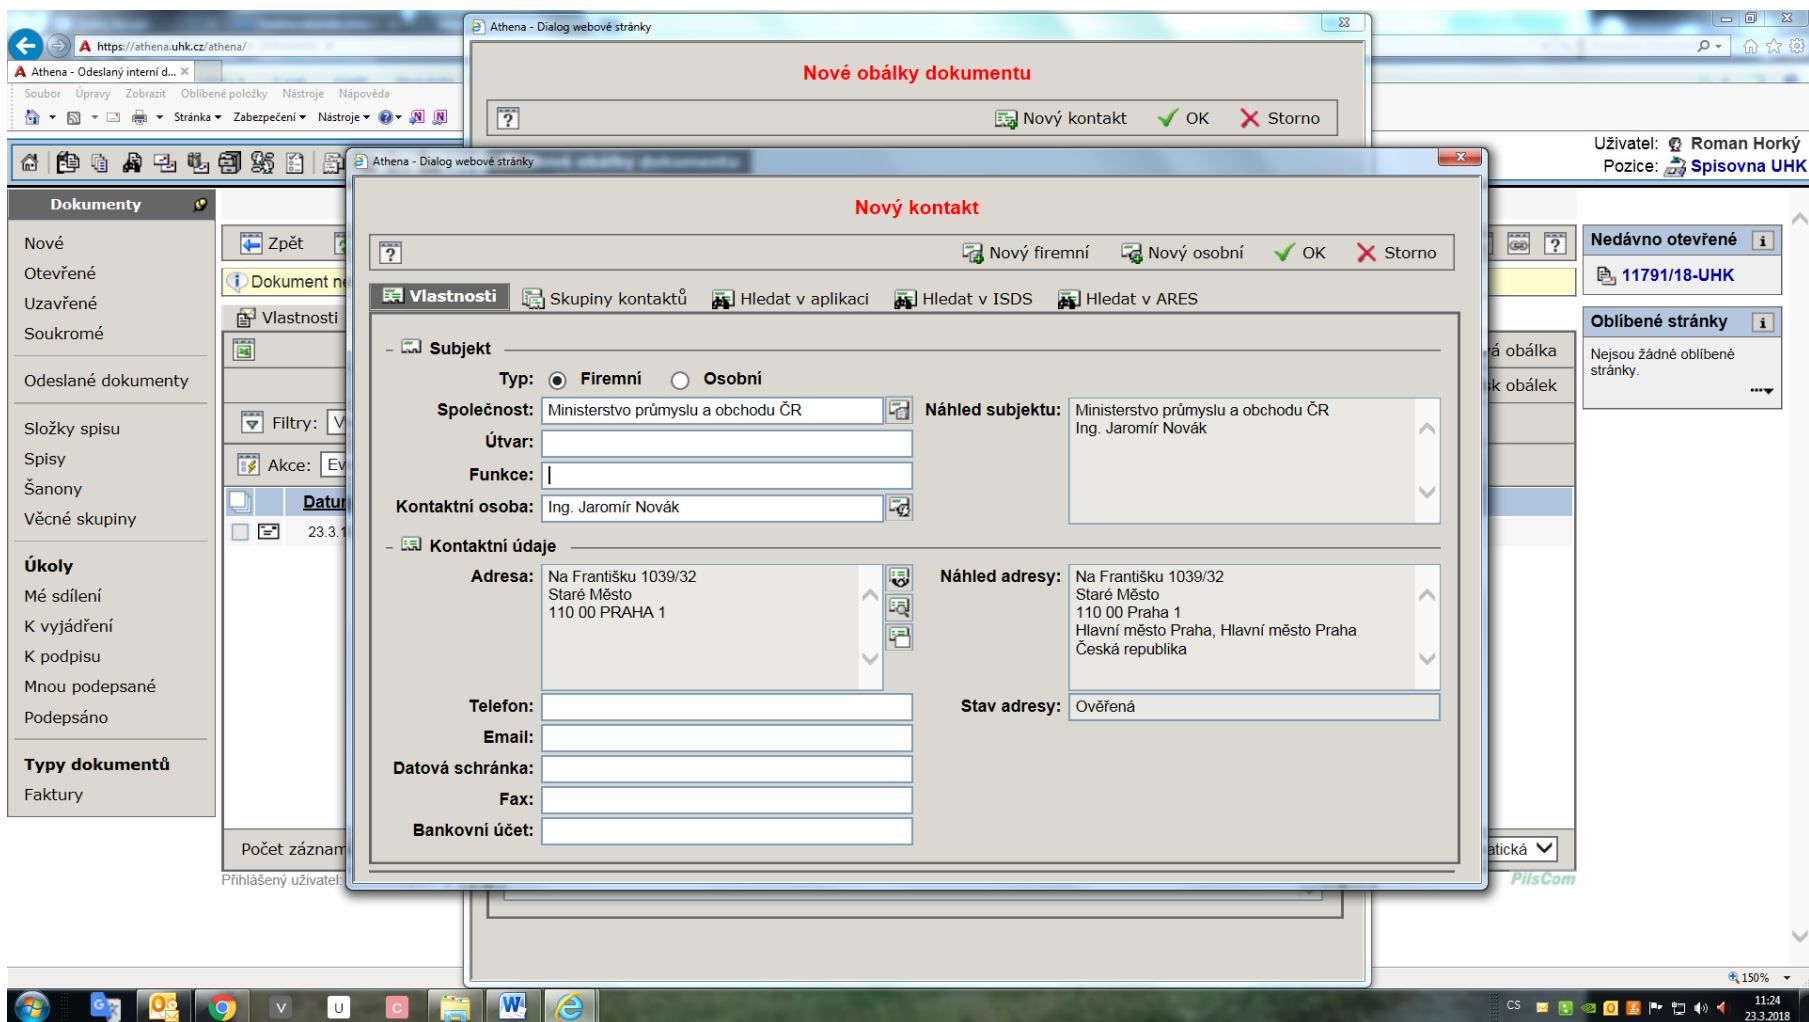 Athena - Dialog webové stránky
https://athena.uhk.cz/athena/
Athena - Odeslaný interní d...
Soubor Úpravy Zobrazit Oblíbené položky Nástroje Nápověda
Stránka Zabezpečení Nástroje
Nové obálky dokumentu
Nový kontakt OK Storno
Uživatel: Roman Horký
Pozice: Spisovna UHK
Athena - Dialog webové stránky
Nový kontakt
Nový firemní Nový osobní OK Storno
Vlastnosti Skupiny kontaktů Hledat v aplikaci Hledat v ISDS Hledat v ARES
Subjekt
Typ: Firemní Osobní
Společnost: Ministerstvo průmyslu a obchodu ČR
Útvar:
Funkce:
Kontaktní osoba: Ing. Jaromír Novák
Náhled subjektu: Ministerstvo průmyslu a obchodu ČR
Ing. Jaromír Novák
Kontaktní údaje
Adresa: Na Františku 1039/32
Staré Město
110 00 PRAHA 1
Náhled adresy: Na Františku 1039/32
Staré Město
110 00 Praha 1
Hlavní město Praha, Hlavní město Praha
Česká republika
Telefon:
Stav adresy: Ověřená
Email:
Datová schránka:
Fax:
Bankovní účet:
Dokumenty
Nové
Otevřené
Uzavřené
Soukromé
Odeslané dokumenty
Složky spisu
Spisy
Šanony
Věcné skupiny
Úkoly
Mé sdílení
K vyjádření
K podpisu
Mnou podepsané
Podepsáno
Typy dokumentů
Faktury
Zpět
Dokument ne
Vlastnosti
á obálka
sk obálek
Filtry: V
Akce: Ev
Datu
23.3.1
Počet záznam
atická
Přihlášený uživatel:
PilsCom
Nedávno otevřené
11791/18-UHK
Oblíbené stránky
Nejsou žádné oblíbené
stránky.
150%
V U C
CS
11:24
23.3.2018